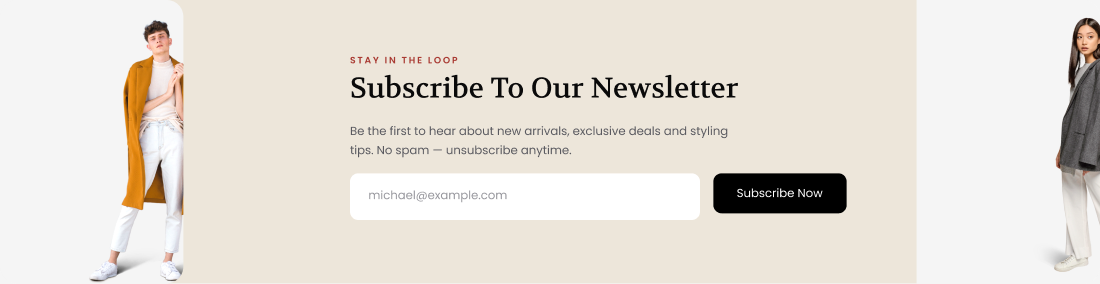 STAY IN THE LOOP
Subscribe To Our Newsletter
Be the first to hear about new arrivals, exclusive deals and styling
tips. No spam — unsubscribe anytime.
michael@example.com
Subscribe Now